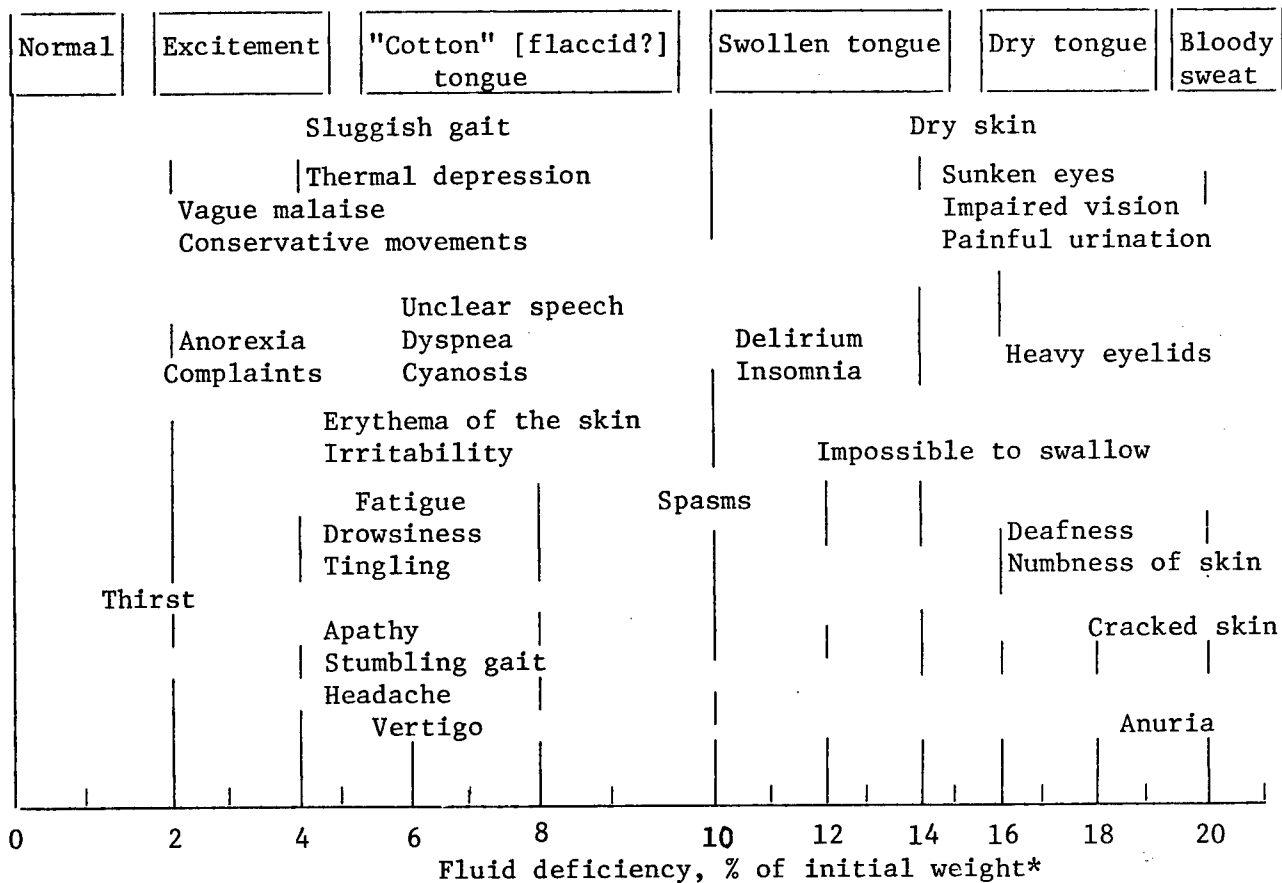 Normal
Excitement
"Cotton" [flaccid?]
tongue
Swollen tongue
Dry tongue
Bloody
sweat
Sluggish gait
Dry skin
Thermal depression
Sunken eyes
Vague malaise
Impaired vision
Conservative movements
Painful urination
Unclear speech
Anorexia
Dyspnea
Delirium
Complaints
Cyanosis
Insomnia
Heavy eyelids
Erythema of the skin
Irritability
Impossible to swallow
Fatigue
Spasms
Drowsiness
Deafness
Tingling
Numbness of skin
Thirst
Apathy
Cracked skin
Stumbling gait
Headache
Vertigo
Anuria
0 2 4 6 8 10 12 14 16 18 20
Fluid deficiency, % of initial weight*